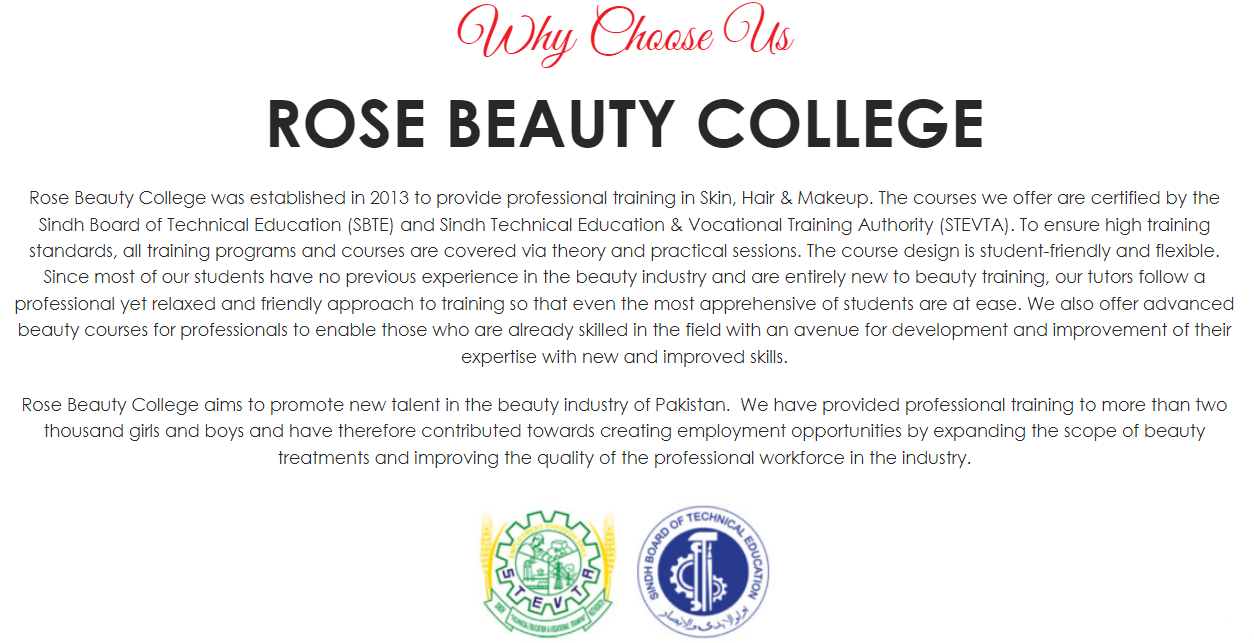 Why Choose Us
ROSE BEAUTY COLLEGE
Rose Beauty College was established in 2013 to provide professional training in Skin, Hair & Makeup. The courses we offer are certified by the
Sindh Board of Technical Education (SBTE) and Sindh Technical Education & Vocational Training Authority (STEVTA). To ensure high training
standards, all training programs and courses are covered via theory and practical sessions. The course design is student-friendly and flexible.
Since most of our students have no previous experience in the beauty industry and are entirely new to beauty training, our tutors follow a
professional yet relaxed and friendly approach to training so that even the most apprehensive of students are at ease. We also offer advanced
beauty courses for professionals to enable those who are already skilled in the field with an avenue for development and improvement of their
expertise with new and improved skills.
Rose Beauty College aims to promote new talent in the beauty industry of Pakistan.  We have provided professional training to more than two
thousand girls and boys and have therefore contributed towards creating employment opportunities by expanding the scope of beauty
treatments and improving the quality of the professional workforce in the industry.
STEVTA
SINDH BOARD OF TECHNICAL EDUCATION